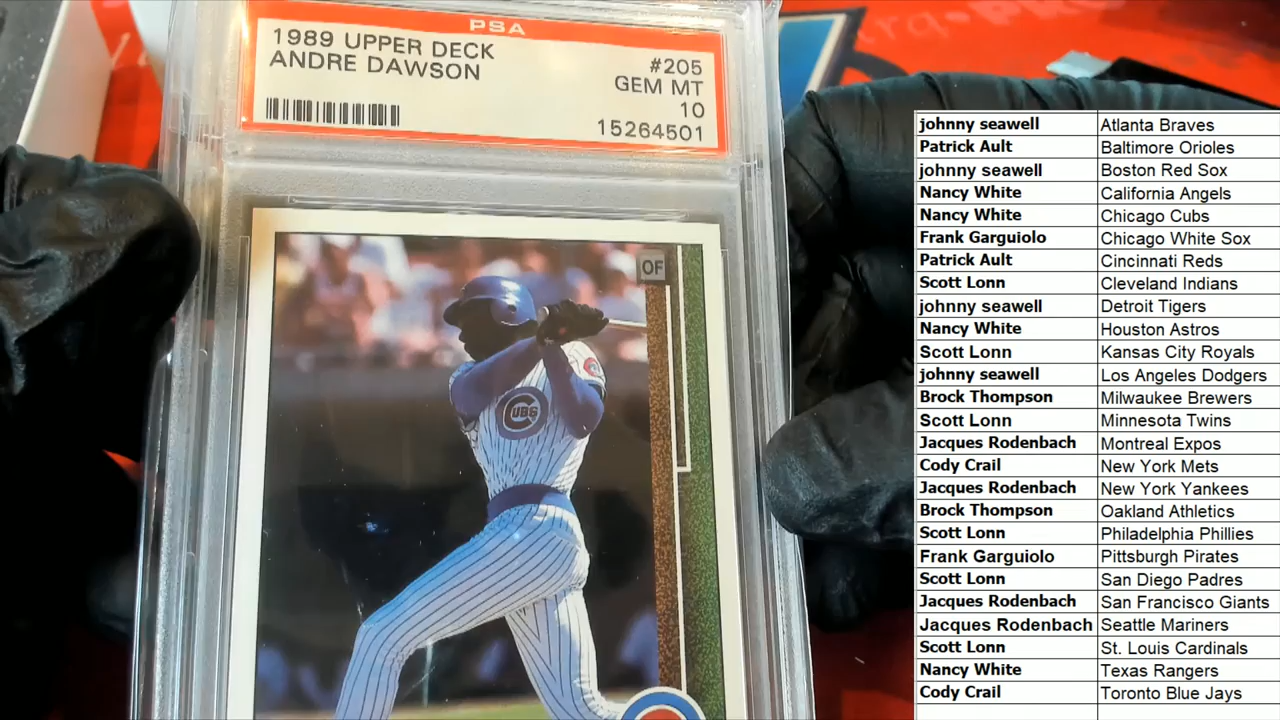 PSA
1989 UPPER DECK
ANDRE DAWSON
#205
GEM MT
10
15264501
OF
CUBS
johnny seawell Atlanta Braves
Patrick Ault Baltimore Orioles
johnny seawell Boston Red Sox
Nancy White California Angels
Nancy White Chicago Cubs
Frank Garguiolo Chicago White Sox
Patrick Ault Cincinnati Reds
Scott Lonn Cleveland Indians
johnny seawell Detroit Tigers
Nancy White Houston Astros
Scott Lonn Kansas City Royals
johnny seawell Los Angeles Dodgers
Brock Thompson Milwaukee Brewers
Scott Lonn Minnesota Twins
Jacques Rodenbach Montreal Expos
Cody Crail New York Mets
Jacques Rodenbach New York Yankees
Brock Thompson Oakland Athletics
Scott Lonn Philadelphia Phillies
Frank Garguiolo Pittsburgh Pirates
Scott Lonn San Diego Padres
Jacques Rodenbach San Francisco Giants
Jacques Rodenbach Seattle Mariners
Scott Lonn St. Louis Cardinals
Nancy White Texas Rangers
Cody Crail Toronto Blue Jays